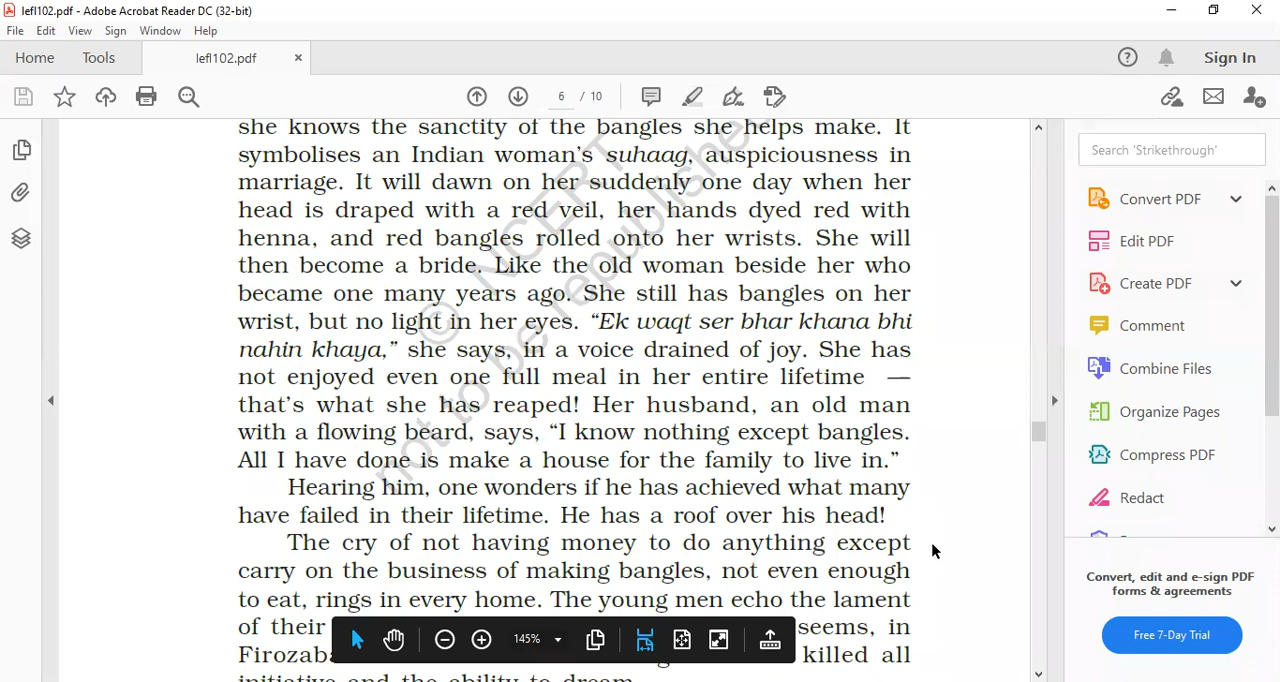 lefl102.pdf - Adobe Acrobat Reader DC (32-bit)
File Edit View Sign Window Help
Home Tools lefl102.pdf × Sign In
6 / 10
she knows the sanctity of the bangles she helps make. It
symbolises an Indian woman's suhaag, auspiciousness in
marriage. It will dawn on her suddenly one day when her
head is draped with a red veil, her hands dyed red with
henna, and red bangles rolled onto her wrists. She will
then become a bride. Like the old woman beside her who
became one many years ago. She still has bangles on her
wrist, but no light in her eyes. “Ek waqt ser bhar khana bhi
nahin khaya,” she says, in a voice drained of joy. She has
not enjoyed even one full meal in her entire lifetime —
that's what she has reaped! Her husband, an old man
with a flowing beard, says, “I know nothing except bangles.
All I have done is make a house for the family to live in.”
Hearing him, one wonders if he has achieved what many
have failed in their lifetime. He has a roof over his head!
The cry of not having money to do anything except
carry on the business of making bangles, not even enough
to eat, rings in every home. The young men echo the lament
of their seems, in
killed all
initiative and the ability to dream.
© NCERT
not to be republished
145%
Search 'Strikethrough'
Convert PDF
Edit PDF
Create PDF
Comment
Combine Files
Organize Pages
Compress PDF
Redact
Convert, edit and e-sign PDF
forms & agreements
Free 7-Day Trial